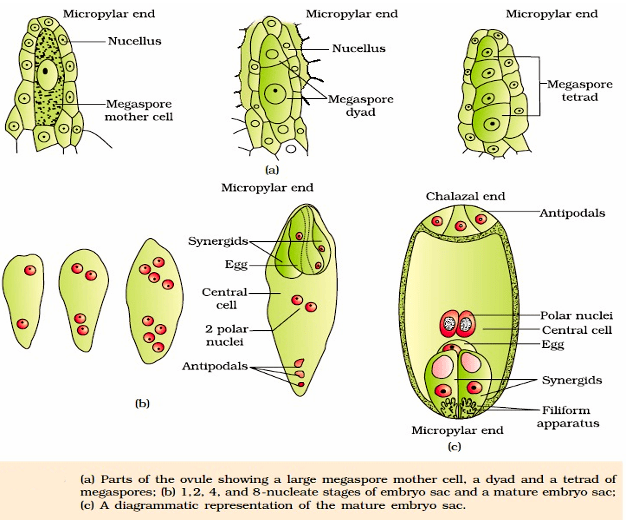 Micropylar end
Nucellus
Megaspore
mother cell
Micropylar end
Nucellus
Megaspore
dyad
Micropylar end
Megaspore
tetrad
(a)
Micropylar end
Synergids
Egg
Central
cell
2 polar
nuclei
Antipodals
(b)
Chalazal end
Antipodals
Polar nuclei
Central cell
Egg
Synergids
Filiform
apparatus
Micropylar end
(c)
(a) Parts of the ovule showing a large megaspore mother cell, a dyad and a tetrad of
megaspores; (b) 1,2, 4, and 8-nucleate stages of embryo sac and a mature embryo sac;
(c) A diagrammatic representation of the mature embryo sac.